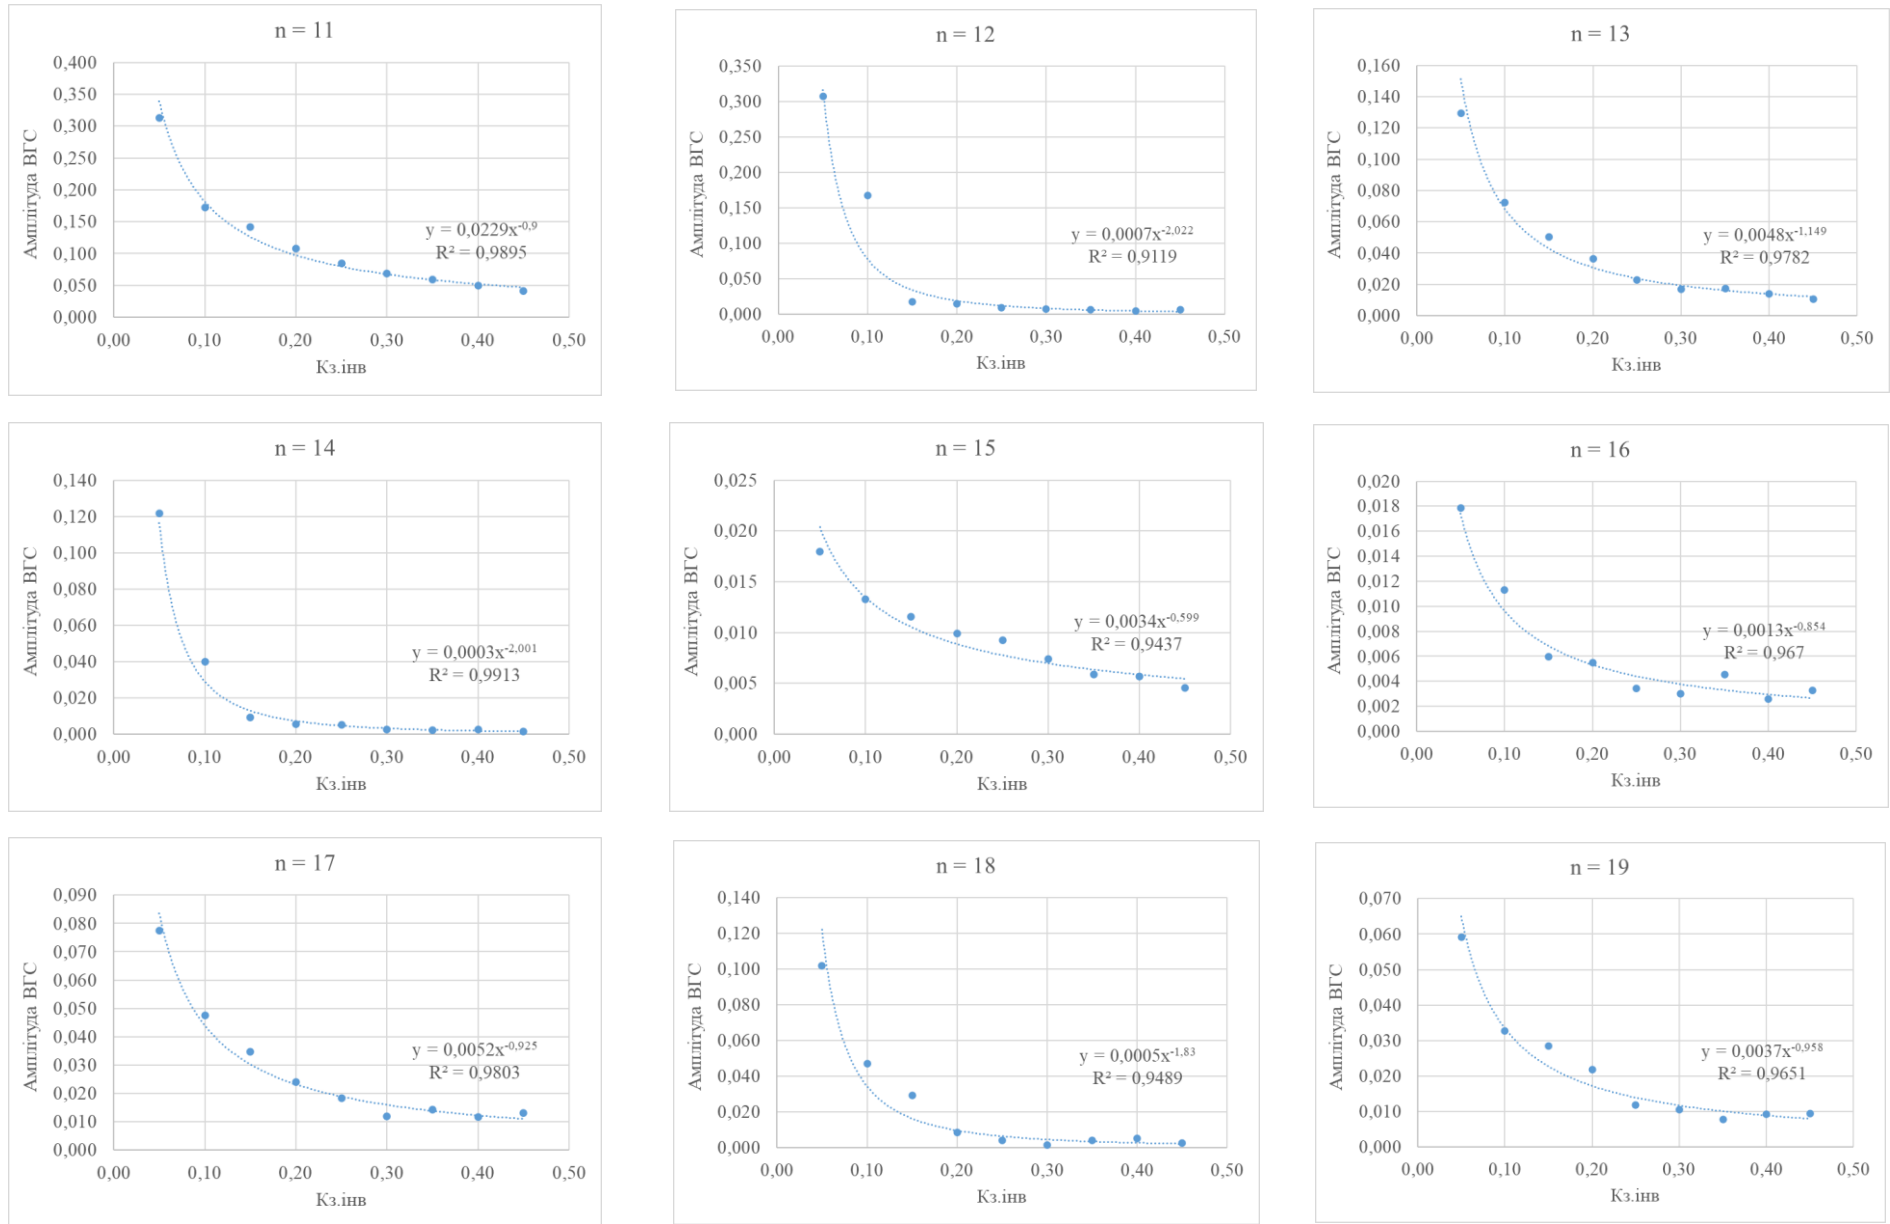 n = 11
0,400
0,350
0,300
0,250
0,200
0,150
0,100
0,050
0,000
Амплітуда ВГС
y = 0,0229x^-0,9
R² = 0,9895
0,00 0,10 0,20 0,30 0,40 0,50
Кз.інв
n = 12
0,350
0,300
0,250
0,200
0,150
0,100
0,050
0,000
Амплітуда ВГС
y = 0,0007x^-2,022
R² = 0,9119
0,00 0,10 0,20 0,30 0,40 0,50
Кз.інв
n = 13
0,160
0,140
0,120
0,100
0,080
0,060
0,040
0,020
0,000
Амплітуда ВГС
y = 0,0048x^-1,149
R² = 0,9782
0,00 0,10 0,20 0,30 0,40 0,50
Кз.інв
n = 14
0,140
0,120
0,100
0,080
0,060
0,040
0,020
0,000
Амплітуда ВГС
y = 0,0003x^-2,001
R² = 0,9913
0,00 0,10 0,20 0,30 0,40 0,50
Кз.інв
n = 15
0,025
0,020
0,015
0,010
0,005
0,000
Амплітуда ВГС
y = 0,0034x^-0,599
R² = 0,9437
0,00 0,10 0,20 0,30 0,40 0,50
Кз.інв
n = 16
0,020
0,018
0,016
0,014
0,012
0,010
0,008
0,006
0,004
0,002
0,000
Амплітуда ВГС
y = 0,0013x^-0,854
R² = 0,967
0,00 0,10 0,20 0,30 0,40 0,50
Кз.інв
n = 17
0,090
0,080
0,070
0,060
0,050
0,040
0,030
0,020
0,010
0,000
Амплітуда ВГС
y = 0,0052x^-0,925
R² = 0,9803
0,00 0,10 0,20 0,30 0,40 0,50
Кз.інв
n = 18
0,140
0,120
0,100
0,080
0,060
0,040
0,020
0,000
Амплітуда ВГС
y = 0,0005x^-1,83
R² = 0,9489
0,00 0,10 0,20 0,30 0,40 0,50
Кз.інв
n = 19
0,070
0,060
0,050
0,040
0,030
0,020
0,010
0,000
Амплітуда ВГС
y = 0,0037x^-0,958
R² = 0,9651
0,00 0,10 0,20 0,30 0,40 0,50
Кз.інв